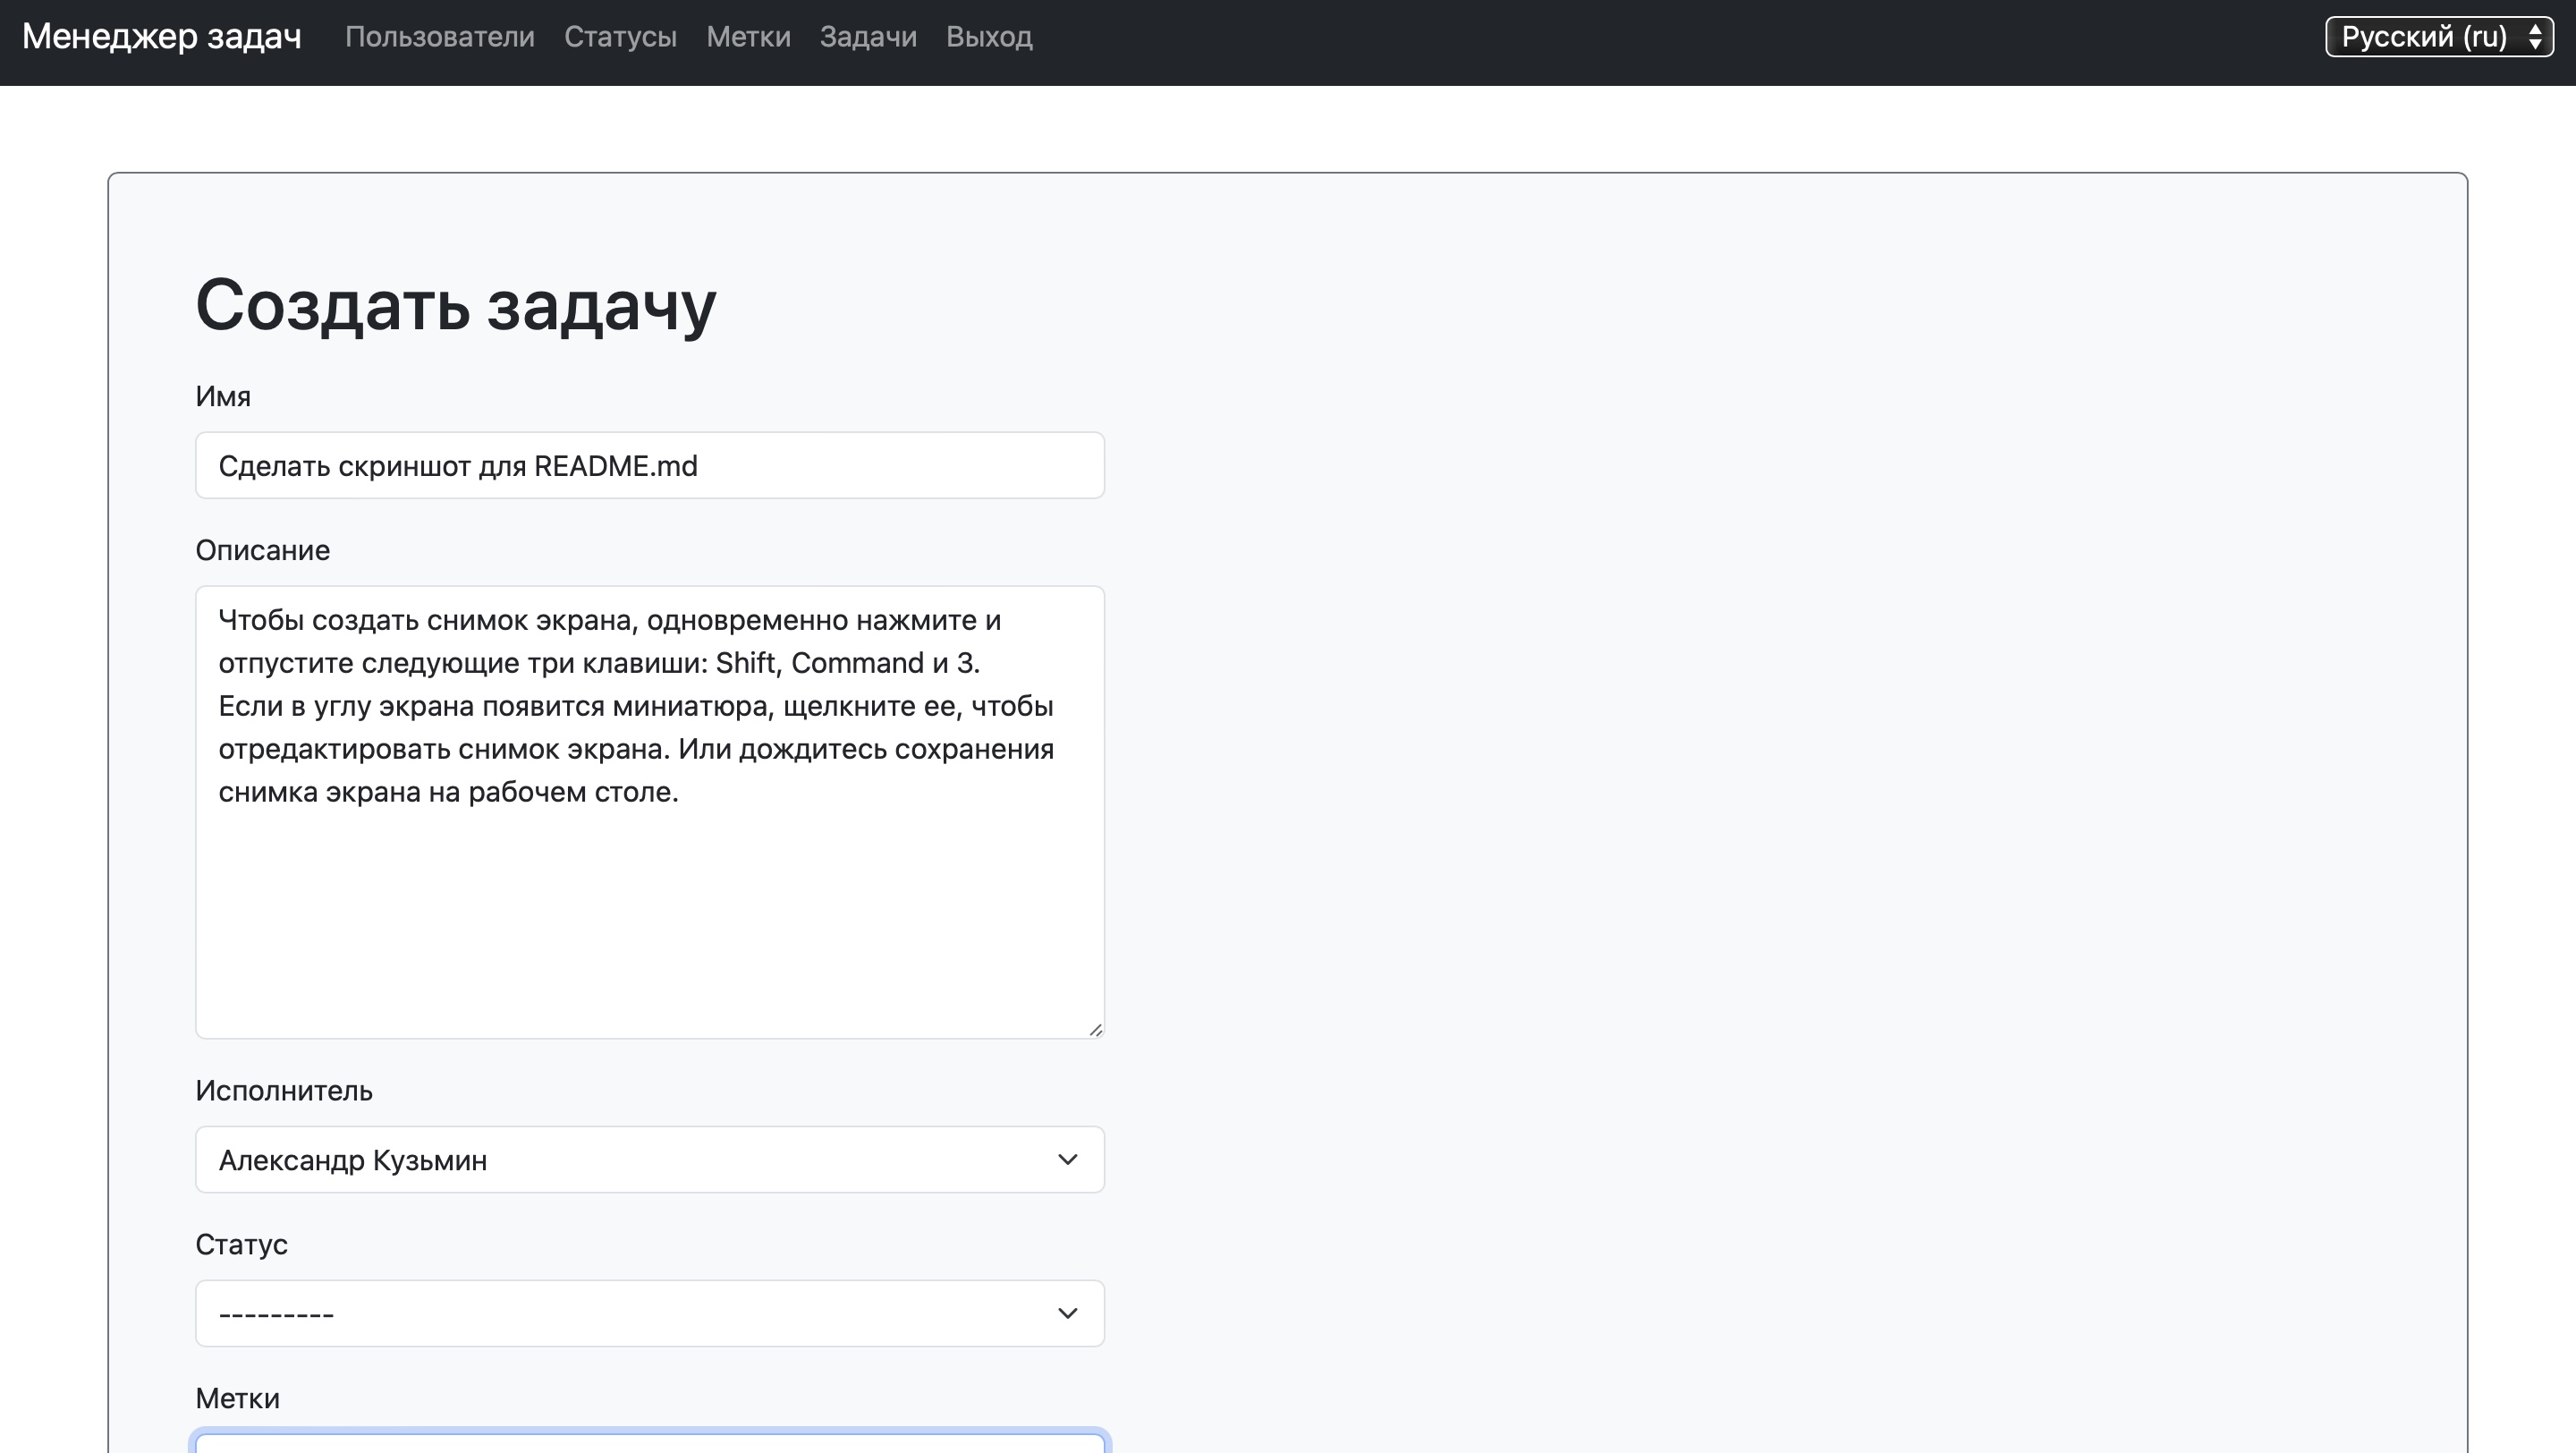 Менеджер задач Пользователи Статусы Метки Задачи Выход Русский (ru)
Создать задачу
Имя
Сделать скриншот для README.md
Описание
Чтобы создать снимок экрана, одновременно нажмите и
отпустите следующие три клавиши: Shift, Command и 3.
Если в углу экрана появится миниатюра, щелкните ее, чтобы
отредактировать снимок экрана. Или дождитесь сохранения
снимка экрана на рабочем столе.
Исполнитель
Александр Кузьмин
Статус
---------
Метки